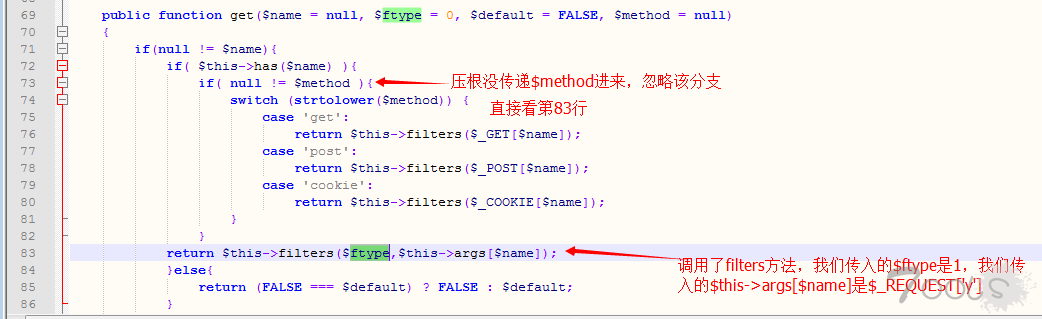 69 public function get($name = null, $ftype = 0, $default = FALSE, $method = null)
70 {
71 if(null != $name){
72 if( $this->has($name) ){
73 if( null != $method ){
压根没传递$method进来，忽略该分支
74 switch (strtolower($method)) {
直接看第83行
75 case 'get':
76 return $this->filters($_GET[$name]);
77 case 'post':
78 return $this->filters($_POST[$name]);
79 case 'cookie':
80 return $this->filters($_COOKIE[$name]);
81 }
82 }
83 return $this->filters($ftype,$this->args[$name]);
调用了filters方法，我们传入的$ftype是1，我们传
入的$this->args[$name]是$_REQUEST['y']
84 }else{
85 return (FALSE === $default) ? FALSE : $default;
86 }